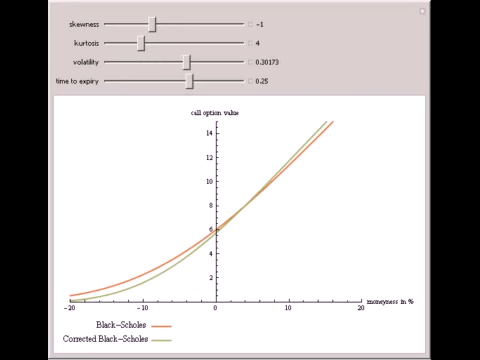 skewness -1
kurtosis 4
volatility 0.30173
time to expiry 0.25
call option value
14
12
10
8
6
4
2
-20 -10 0 10 20 moneyness in %
Black-Scholes
Corrected Black-Scholes